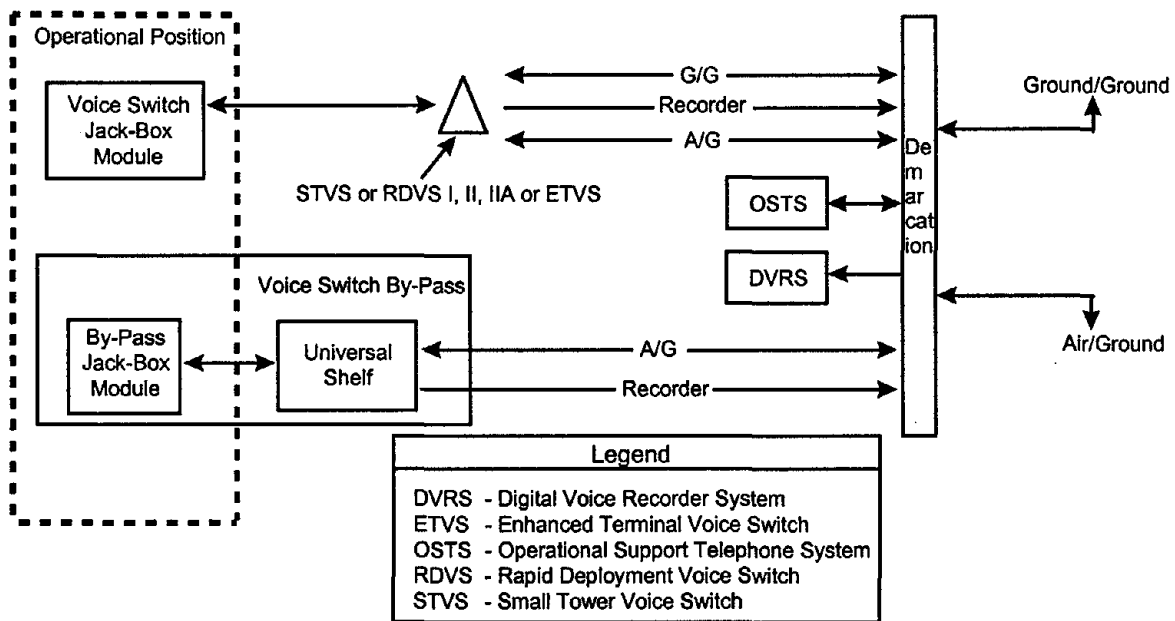 Operational Position
Voice Switch
Jack-Box
Module
G/G
Recorder
A/G
STVS or RDVS I, II, IIA or ETVS
OSTS
DVRS
De
m
ar
cat
ion
Ground/Ground
Air/Ground
Voice Switch By-Pass
By-Pass
Jack-Box
Module
Universal
Shelf
A/G
Recorder
Legend
DVRS - Digital Voice Recorder System
ETVS - Enhanced Terminal Voice Switch
OSTS - Operational Support Telephone System
RDVS - Rapid Deployment Voice Switch
STVS - Small Tower Voice Switch